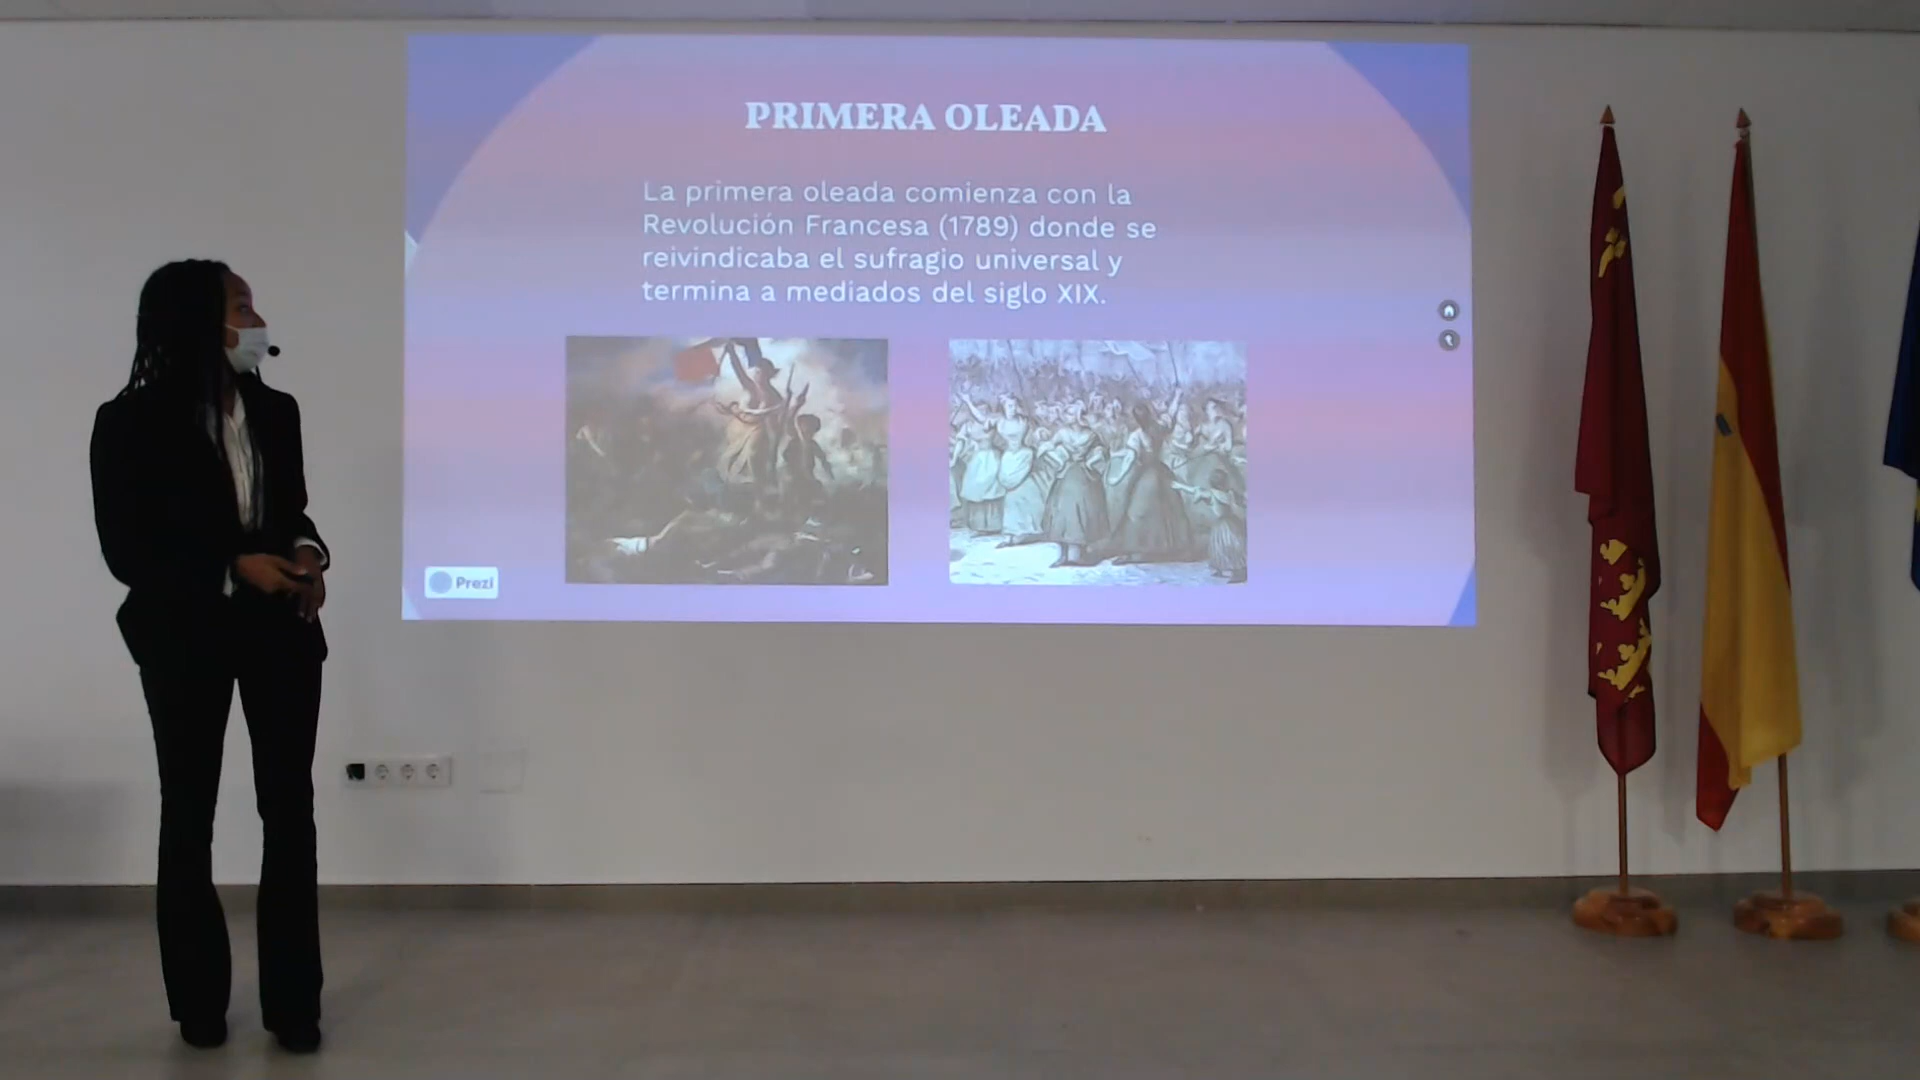 PRIMERA OLEADA
La primera oleada comienza con la
Revolución Francesa (1789) donde se
reivindicaba el sufragio universal y
termina a mediados del siglo XIX.
Prezi